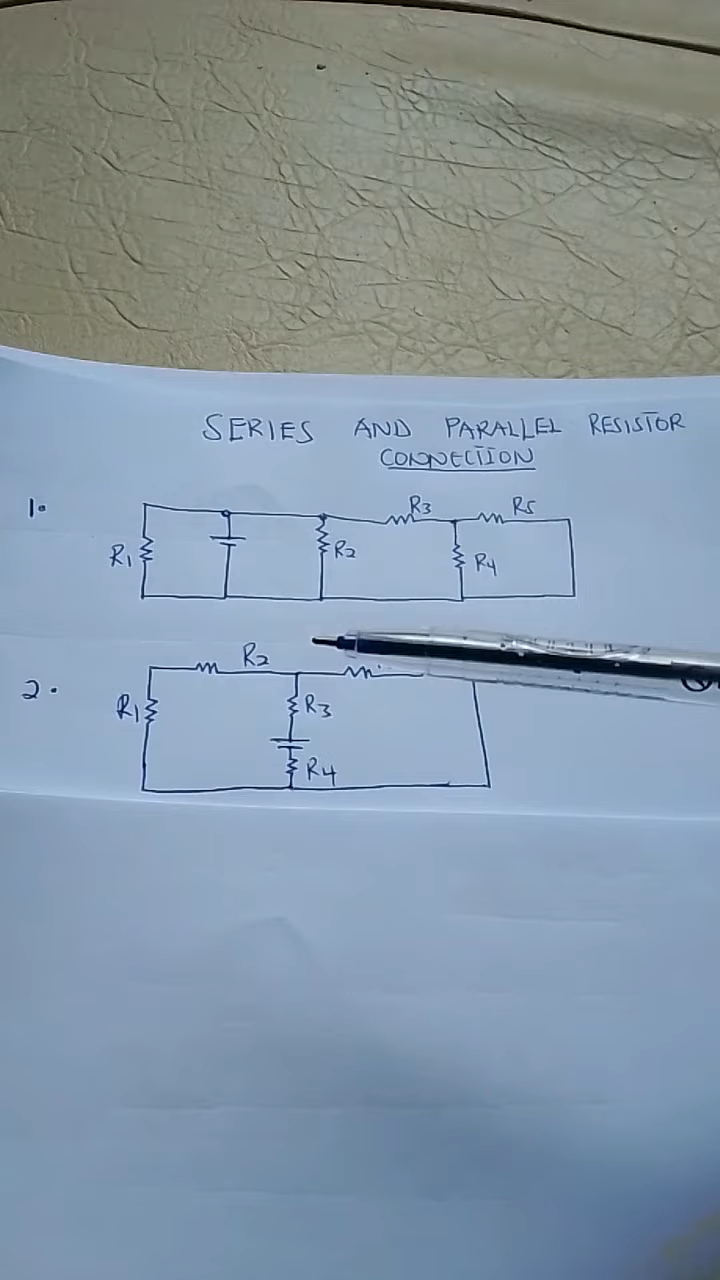 SERIES AND PARALLEL RESISTOR
CONNECTION
1.
R3
R5
R1
R2
R4
2.
R2
R1
R3
R4